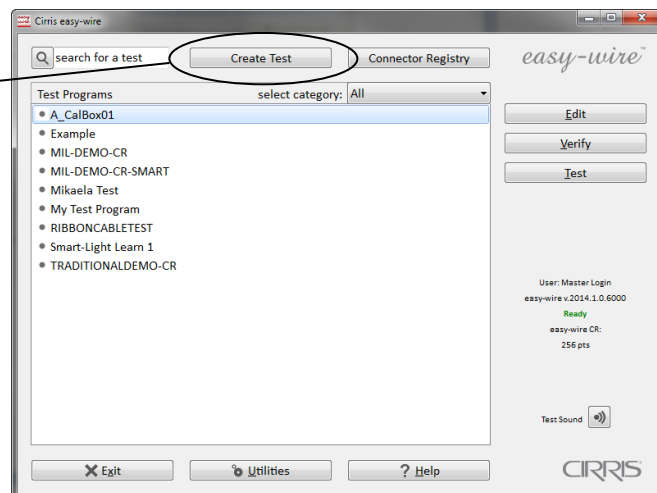 Cirris easy-wire
search for a test Create Test Connector Registry easy-wire™
Test Programs select category: All
A_CalBox01
Example
MIL-DEMO-CR
MIL-DEMO-CR-SMART
Mikaela Test
My Test Program
RIBBONCABLETEST
Smart-Light Learn 1
TRADITIONALDEMO-CR
Edit
Verify
Test
User: Master Login
easy-wire v.2014.1.0.6000
Ready
easy-wire CR:
256 pts
Test Sound
Exit Utilities ? Help CIRRIS